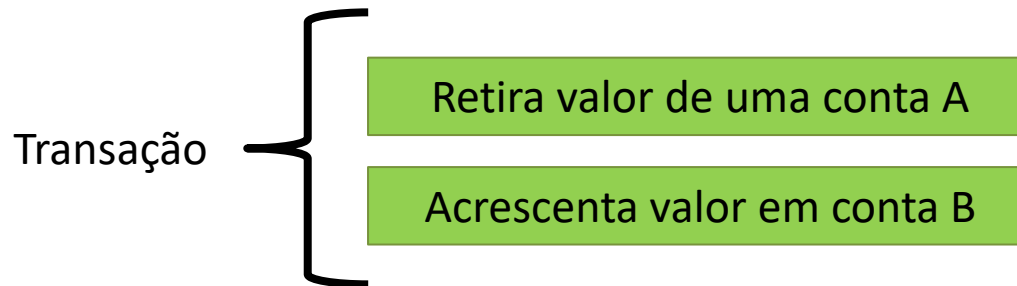 Retira valor de uma conta A
Transação
Acrescenta valor em conta B